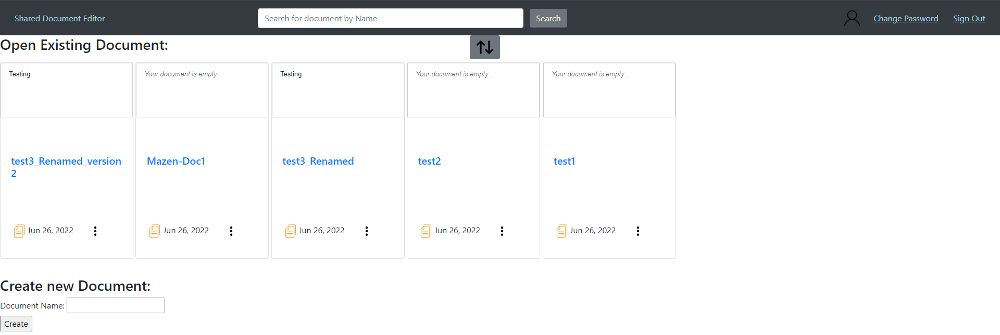 Shared Document Editor
Search for document by Name
Search
Change Password
Sign Out
Open Existing Document:
Testing
Your document is empty...
Testing
Your document is empty...
Your document is empty...
test3_Renamed_version
2
Mazen-Doc1
test3_Renamed
test2
test1
Jun 26, 2022
Jun 26, 2022
Jun 26, 2022
Jun 26, 2022
Jun 26, 2022
Create new Document:
Document Name:
Create